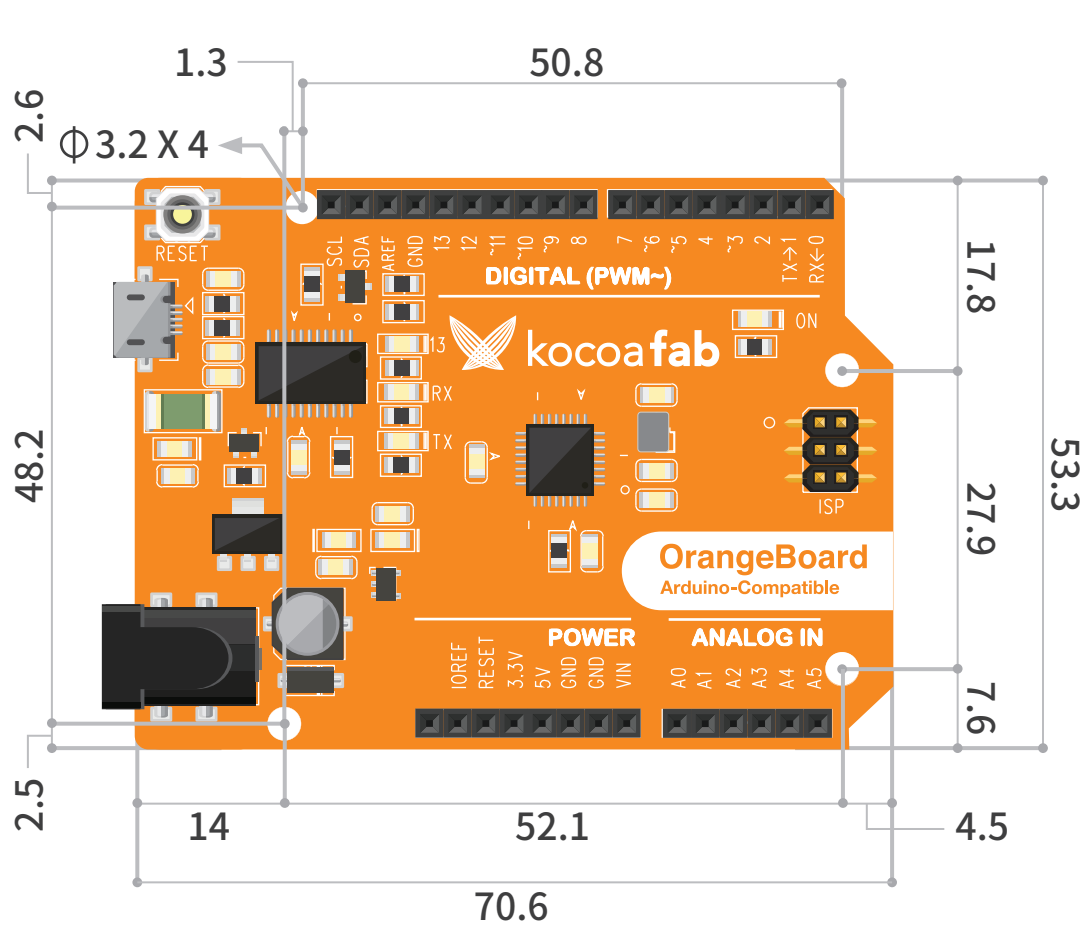 1.3
50.8
2.6
Φ 3.2 X 4
RESET
SCL
SDA
AREF
GND
13
12
~11
~10
~9
8
7
~6
~5
4
~3
2
TX→1
RX←0
DIGITAL (PWM~)
17.8
ON
13
kocoafab
RX
TX
A
A
A
A
A
48.2
53.3
27.9
ISP
OrangeBoard
Arduino-Compatible
POWER
ANALOG IN
IOREF
RESET
3.3V
5V
GND
GND
VIN
A0
A1
A2
A3
A4
A5
7.6
2.5
14
52.1
4.5
70.6